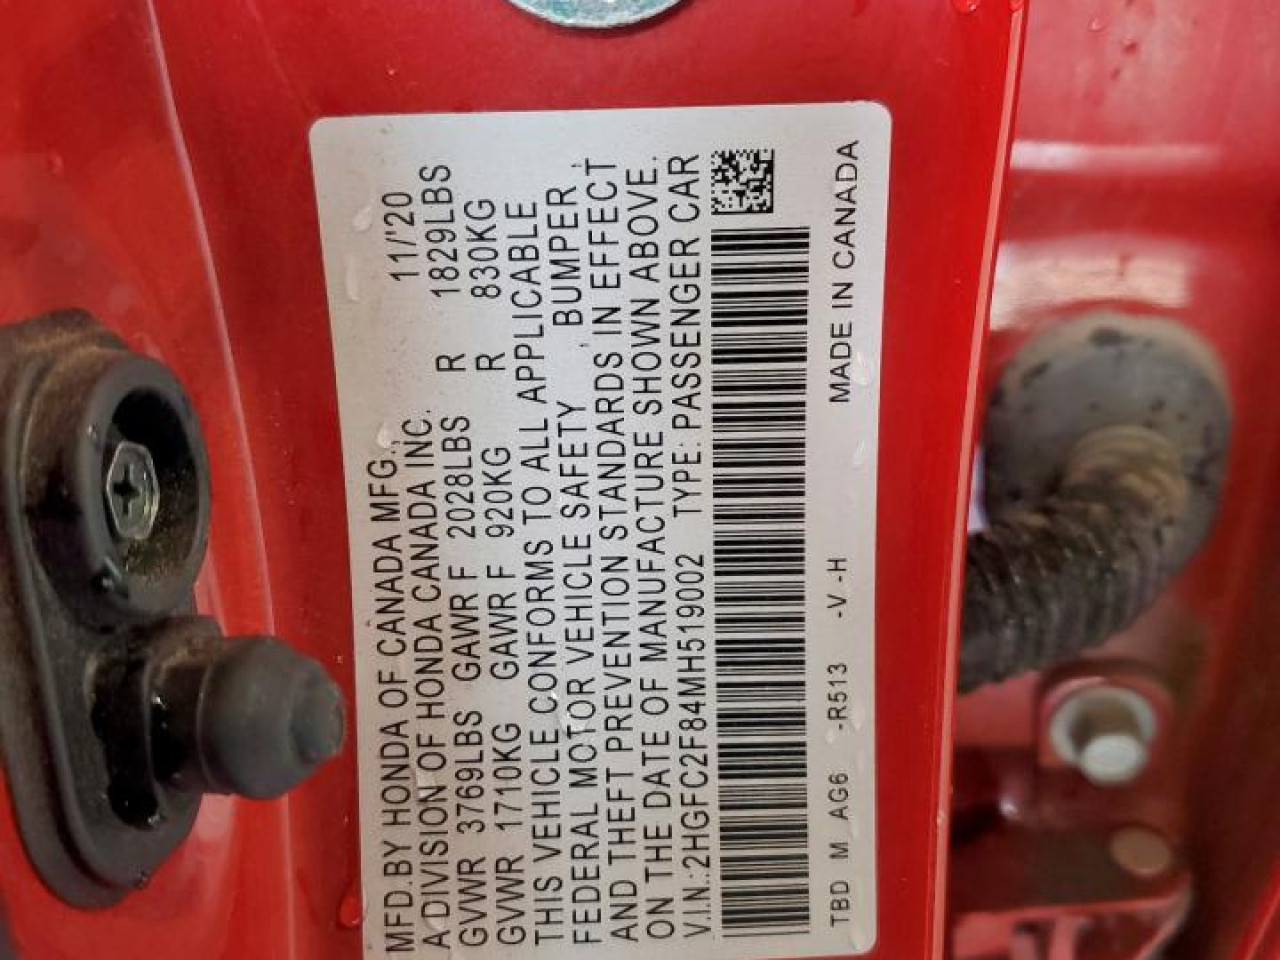 MFD.BY HONDA OF CANADA MFG., 11/'20
A DIVISION OF HONDA CANADA INC.
GVWR 3769LBS GAWR F 2028LBS R 1829LBS
GVWR 1710KG GAWR F 920KG R 830KG
THIS VEHICLE CONFORMS TO ALL APPLICABLE
FEDERAL MOTOR VEHICLE SAFETY , BUMPER ,
AND THEFT PREVENTION STANDARDS IN EFFECT
ON THE DATE OF MANUFACTURE SHOWN ABOVE.
V.I.N.:2HGFC2F84MH519002 TYPE: PASSENGER CAR
TBD M AG6 -R513 -V -H MADE IN CANADA